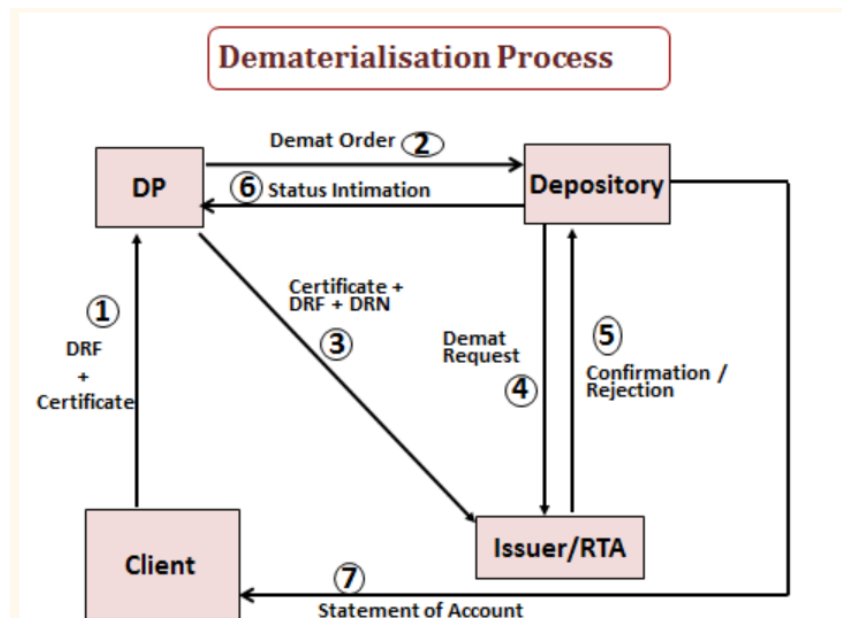 Dematerialisation Process
Demat Order 2
DP
6 Status Intimation
Depository
Certificate +
DRF + DRN
3
1
DRF
+
Certificate
Demat
Request
4
5
Confirmation /
Rejection
Client
Issuer/RTA
7
Statement of Account